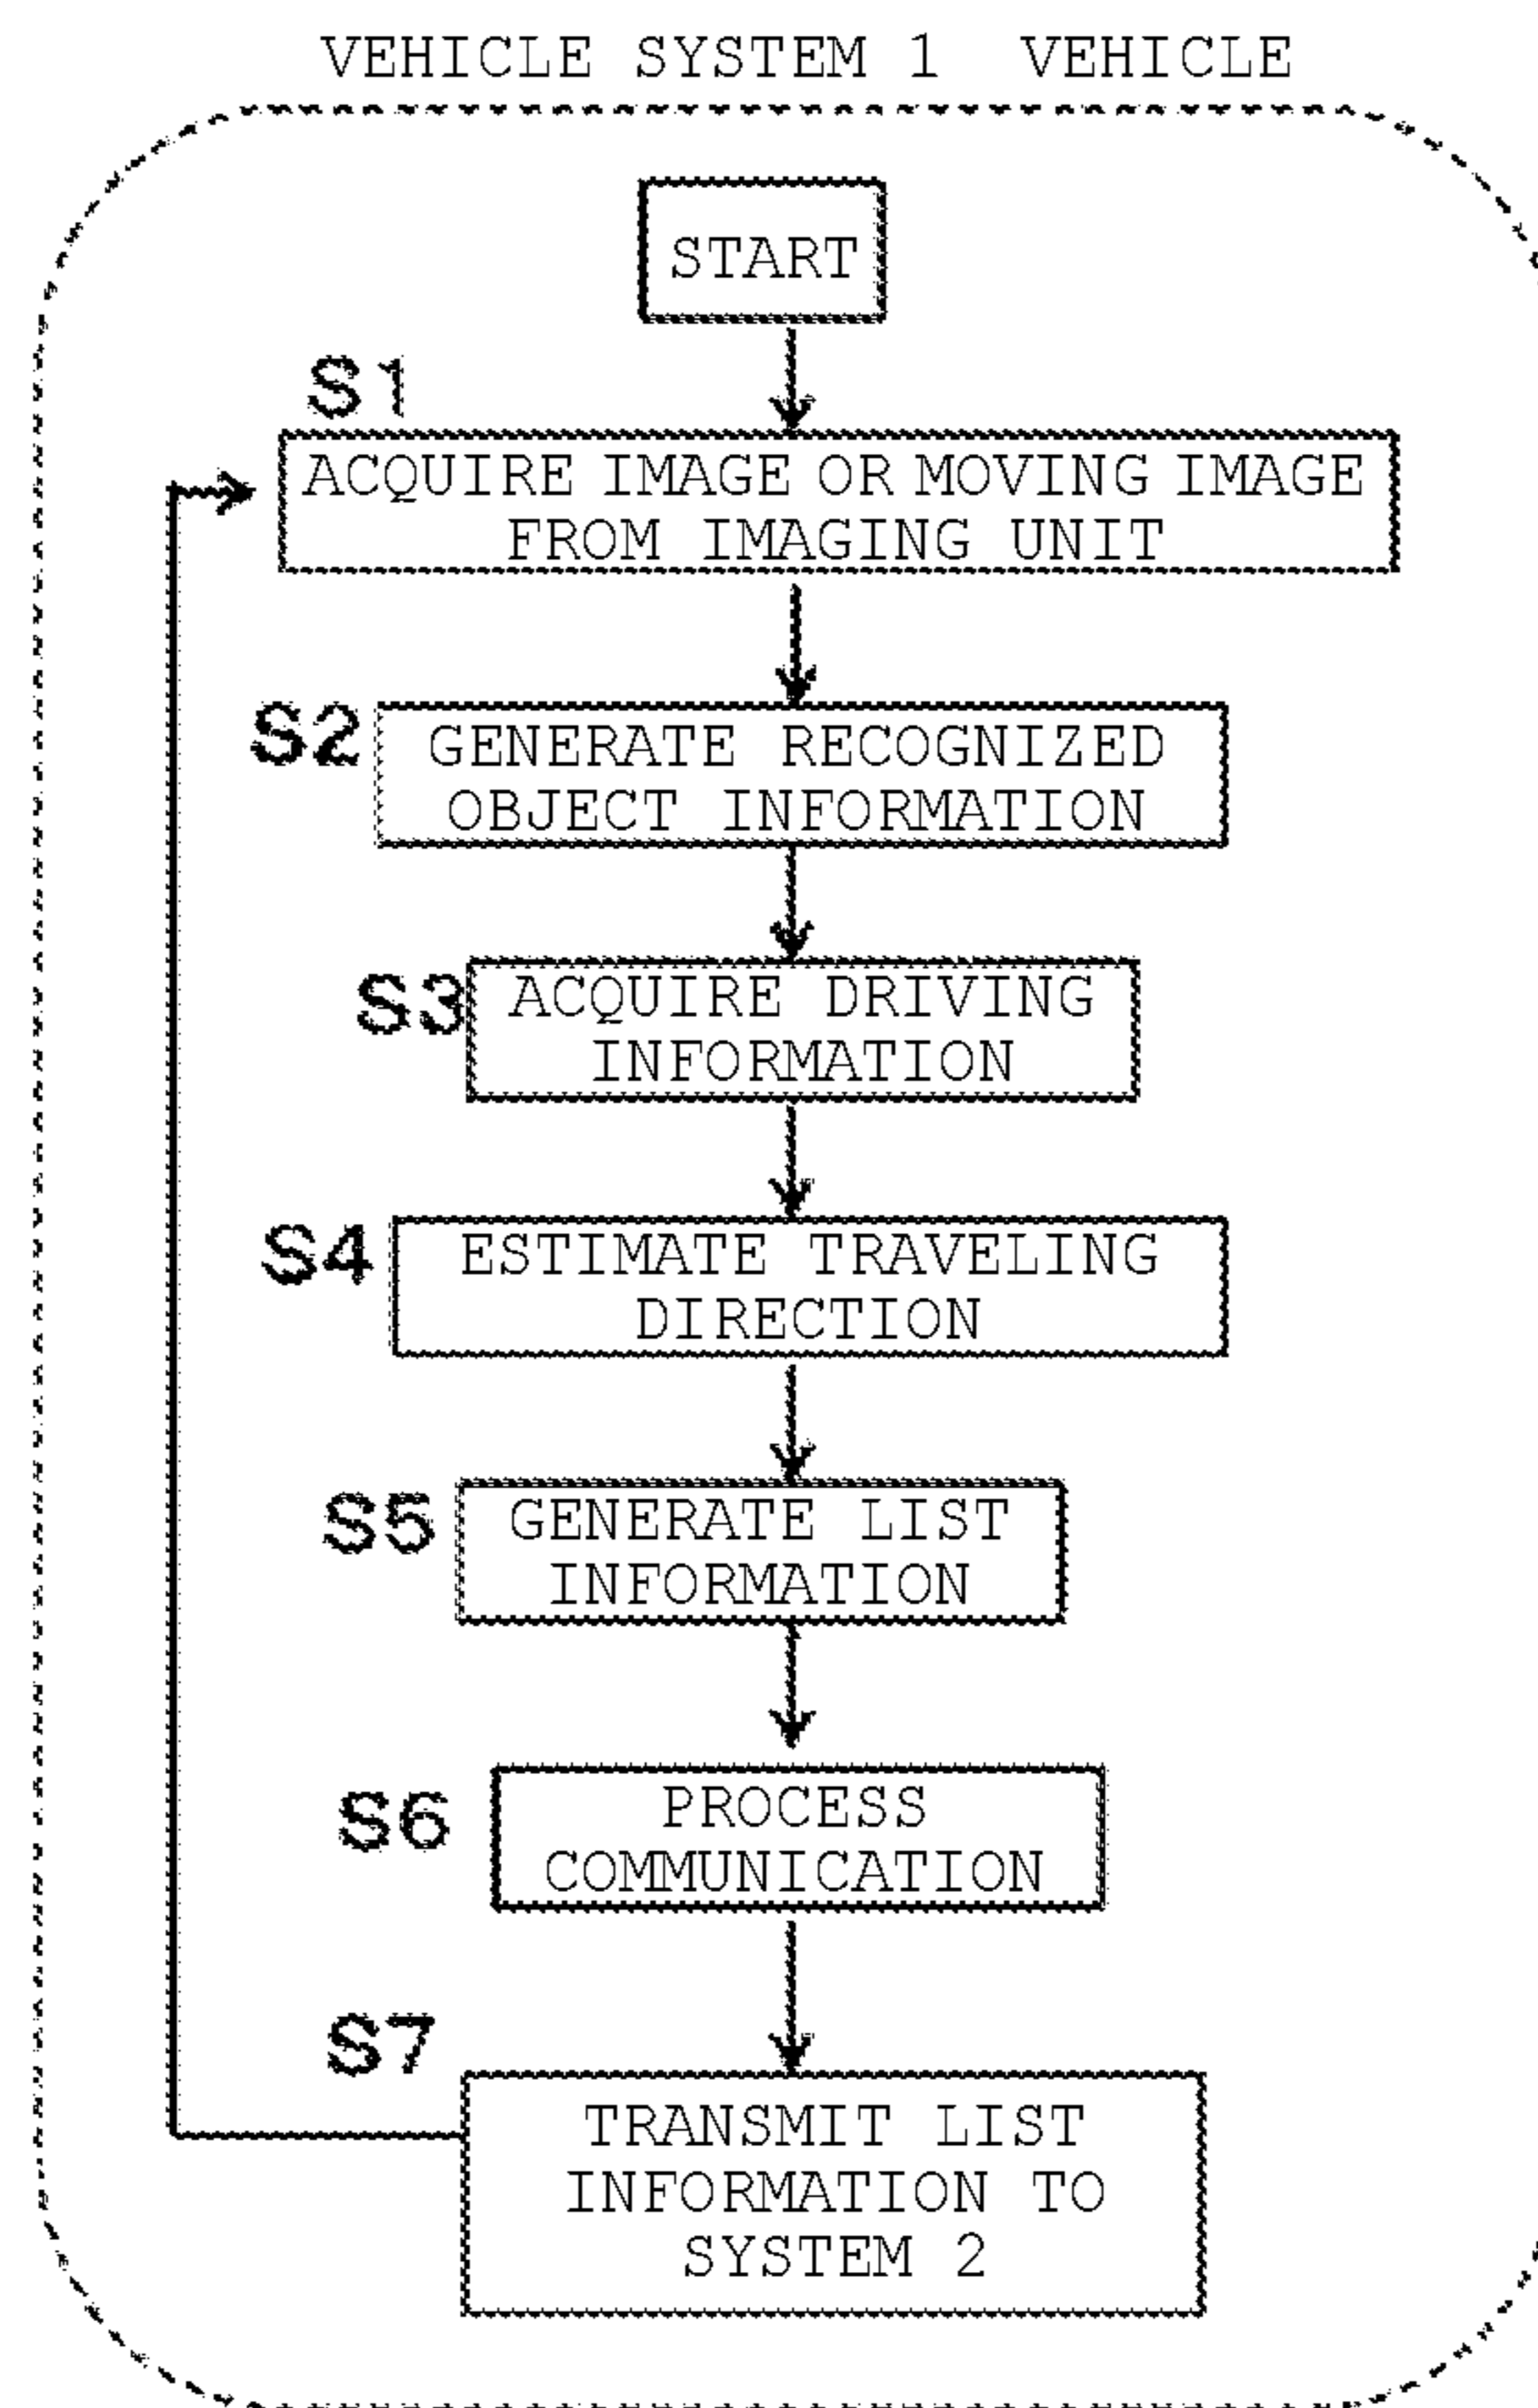 VEHICLE SYSTEM 1 VEHICLE
START
S1
ACQUIRE IMAGE OR MOVING IMAGE
FROM IMAGING UNIT
S2
GENERATE RECOGNIZED
OBJECT INFORMATION
S3
ACQUIRE DRIVING
INFORMATION
S4
ESTIMATE TRAVELING
DIRECTION
S5
GENERATE LIST
INFORMATION
S6
PROCESS
COMMUNICATION
S7
TRANSMIT LIST
INFORMATION TO
SYSTEM 2